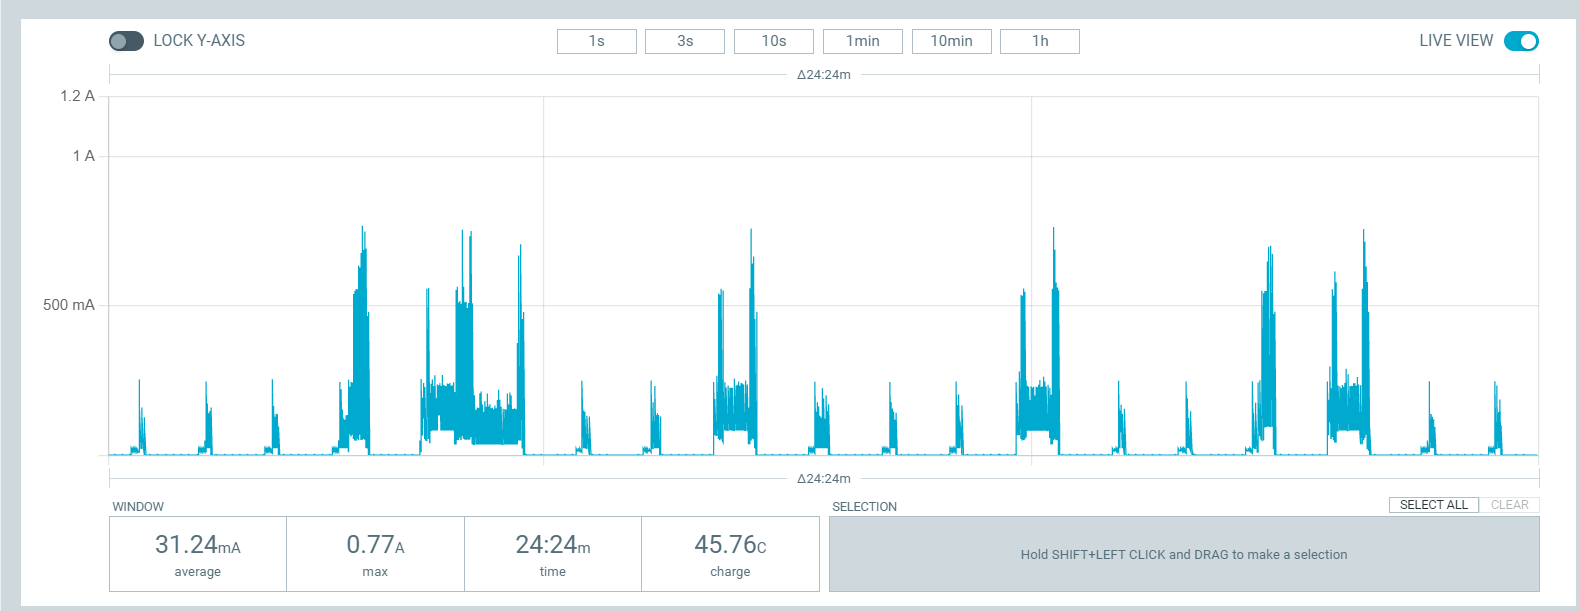 LOCK Y-AXIS 1s 3s 10s 1min 10min 1h LIVE VIEW
Δ24:24m
1.2 A
1 A
500 mA
Δ24:24m
WINDOW SELECTION SELECT ALL CLEAR
31.24mA 0.77A 24:24m 45.76C
average max time charge
Hold SHIFT+LEFT CLICK and DRAG to make a selection